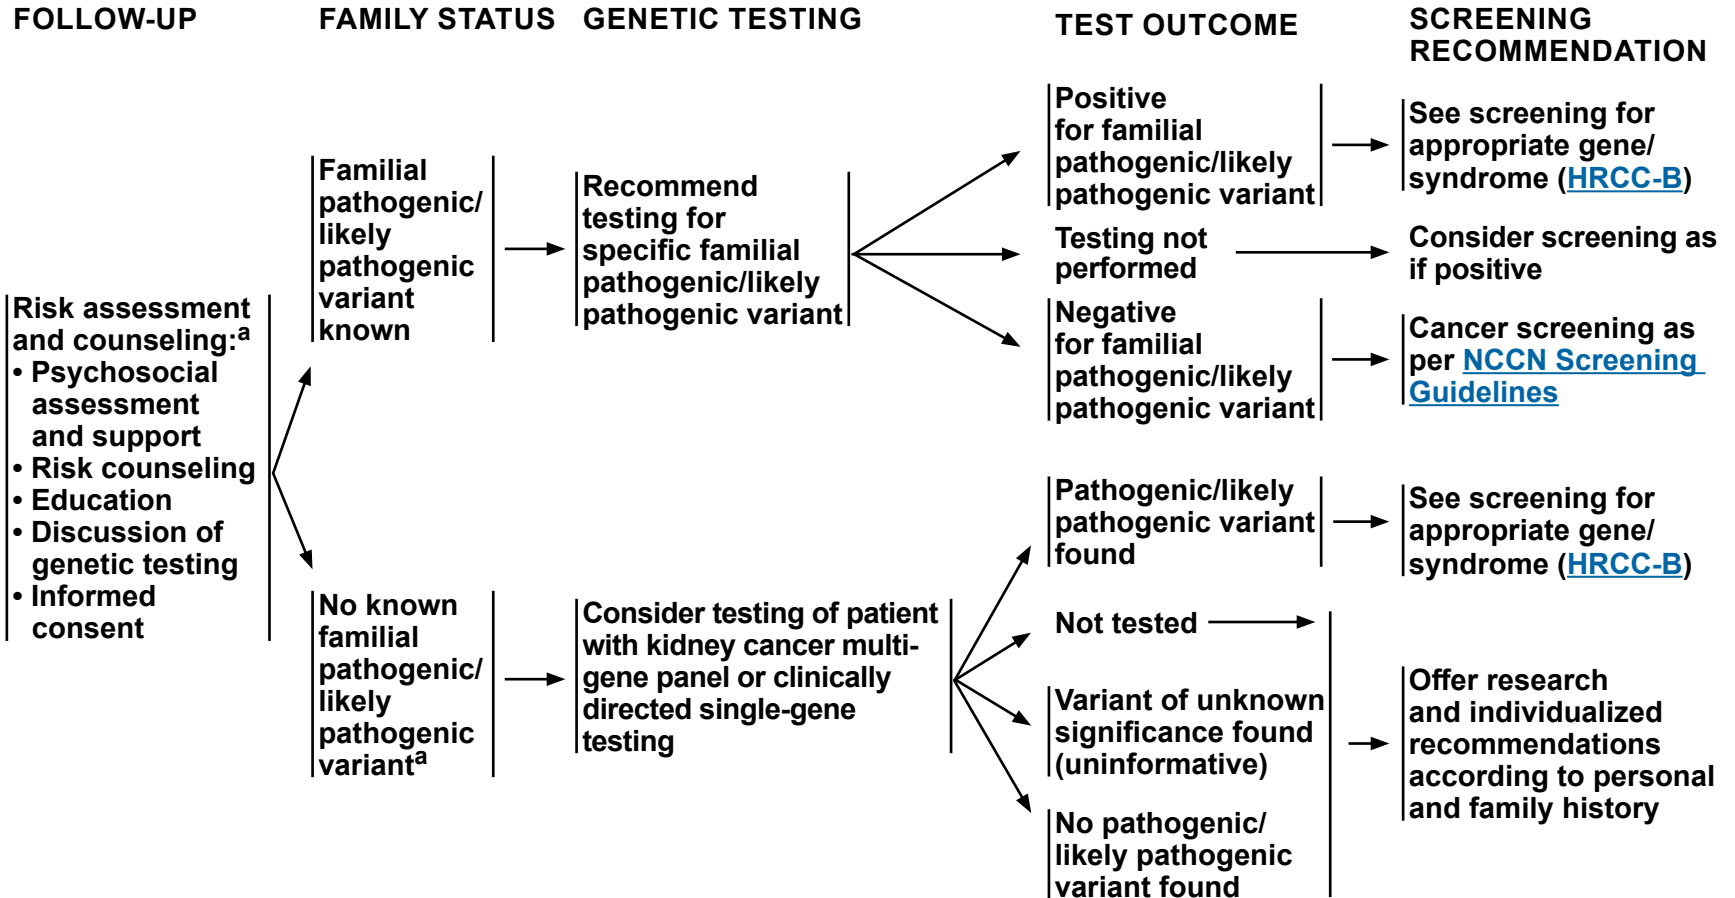 FOLLOW-UP
FAMILY STATUS
GENETIC TESTING
TEST OUTCOME
SCREENING
RECOMMENDATION
Risk assessment
and counseling:a
• Psychosocial
assessment
and support
• Risk counseling
• Education
• Discussion of
genetic testing
• Informed
consent
Familial
pathogenic/
likely
pathogenic
variant
known
Recommend
testing for
specific familial
pathogenic/likely
pathogenic variant
Positive
for familial
pathogenic/likely
pathogenic variant
See screening for
appropriate gene/
syndrome (HRCC-B)
Testing not
performed
Consider screening as
if positive
Negative
for familial
pathogenic/likely
pathogenic variant
Cancer screening as
per NCCN Screening
Guidelines
No known
familial
pathogenic/
likely
pathogenic
varianta
Consider testing of patient
with kidney cancer multi-
gene panel or clinically
directed single-gene
testing
Pathogenic/likely
pathogenic variant
found
See screening for
appropriate gene/
syndrome (HRCC-B)
Not tested
Variant of unknown
significance found
(uninformative)
No pathogenic/
likely pathogenic
variant found
Offer research
and individualized
recommendations
according to personal
and family history